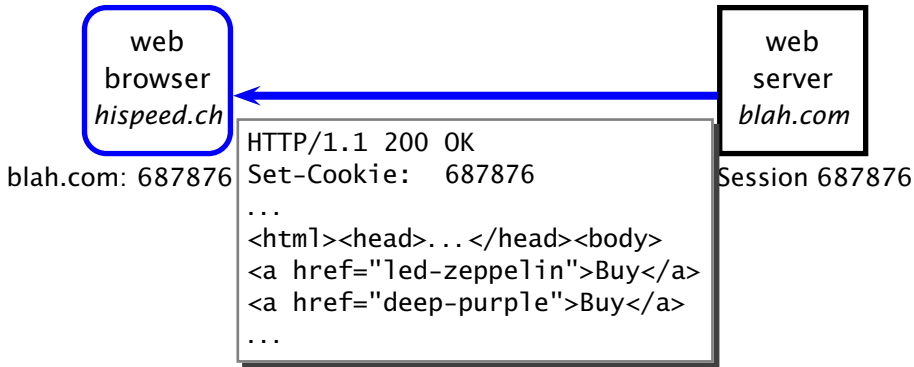 web
browser
hispeed.ch
web
server
blah.com
blah.com: 687876
Session 687876
HTTP/1.1 200 OK
Set-Cookie: 687876
...
<html><head>...</head><body>
<a href="led-zeppelin">Buy</a>
<a href="deep-purple">Buy</a>
...